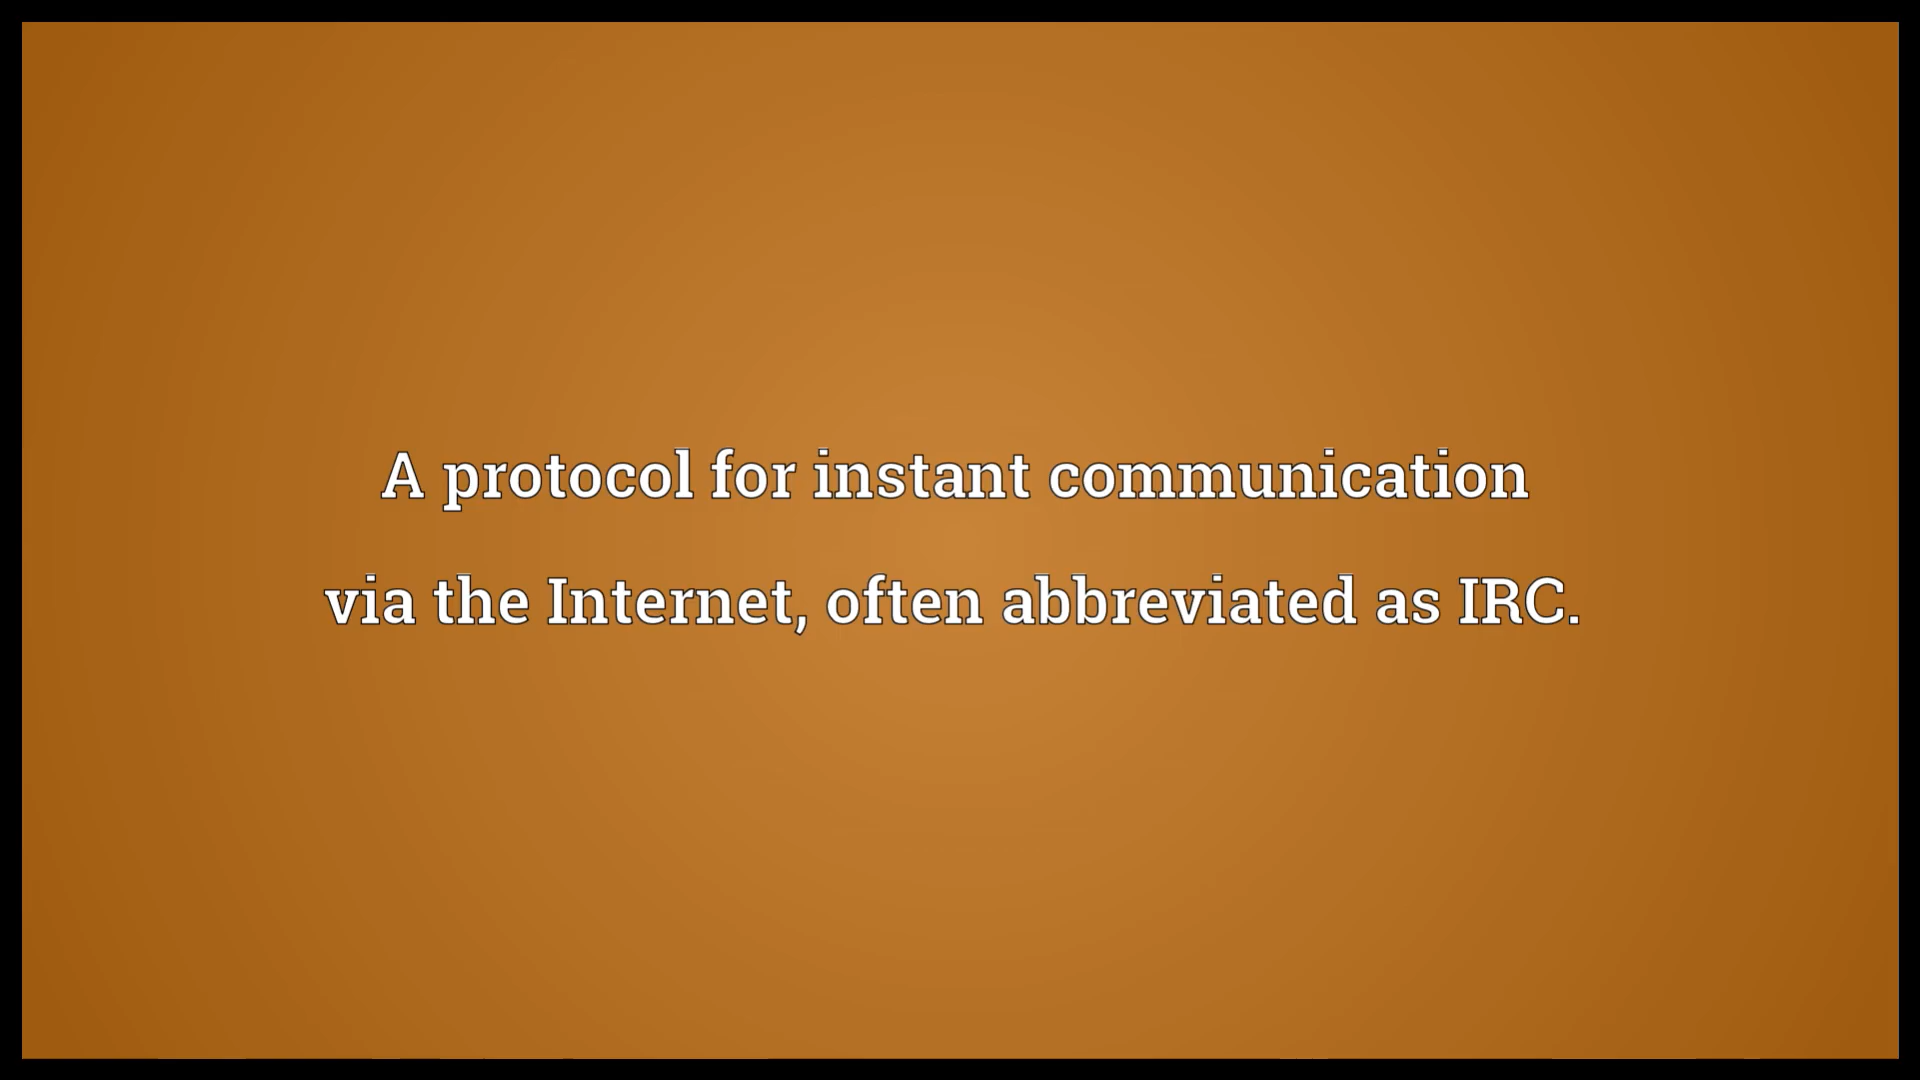 A protocol for instant communication
via the Internet, often abbreviated as IRC.